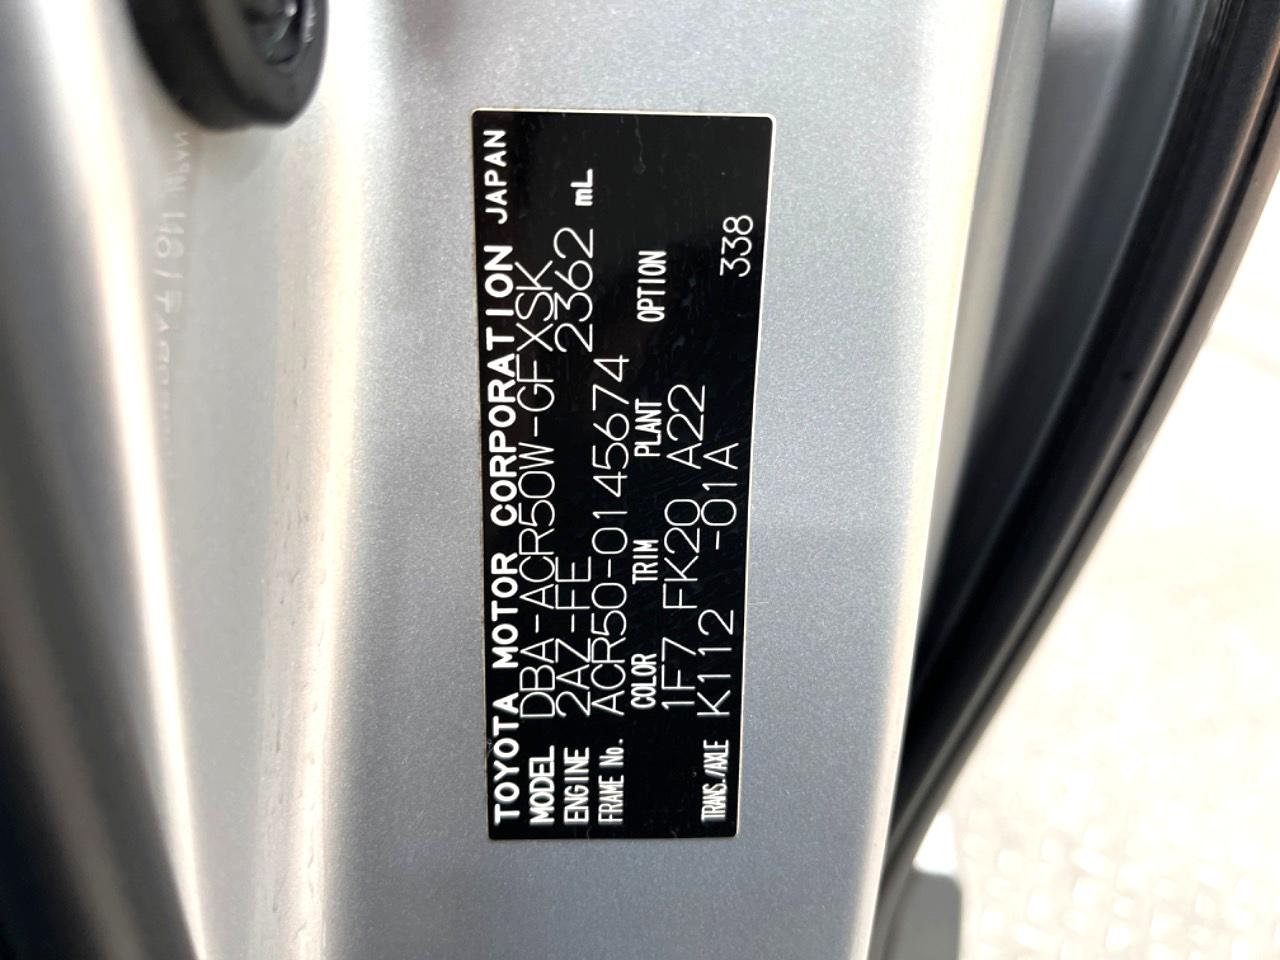 TOYOTA MOTOR CORPORATION JAPAN
MODEL DBA-ACR50W-GFXSK
ENGINE 2AZ-FE 2362 mL
FRAME No. ACR50-0145674
COLOR TRIM PLANT OPTION
1F7 FK20 A22
TRANS./AXLE K112 -01A 338